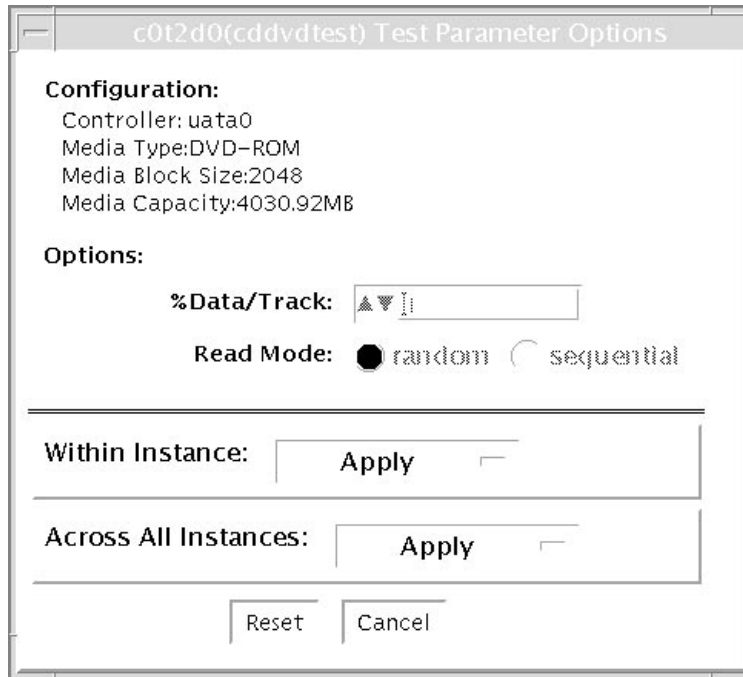 c0t2d0(cddvdtest) Test Parameter Options
Configuration:
Controller: uata0
Media Type:DVD-ROM
Media Block Size:2048
Media Capacity:4030.92MB
Options:
%Data/Track:
Read Mode: random sequential
Within Instance: Apply
Across All Instances: Apply
Reset Cancel